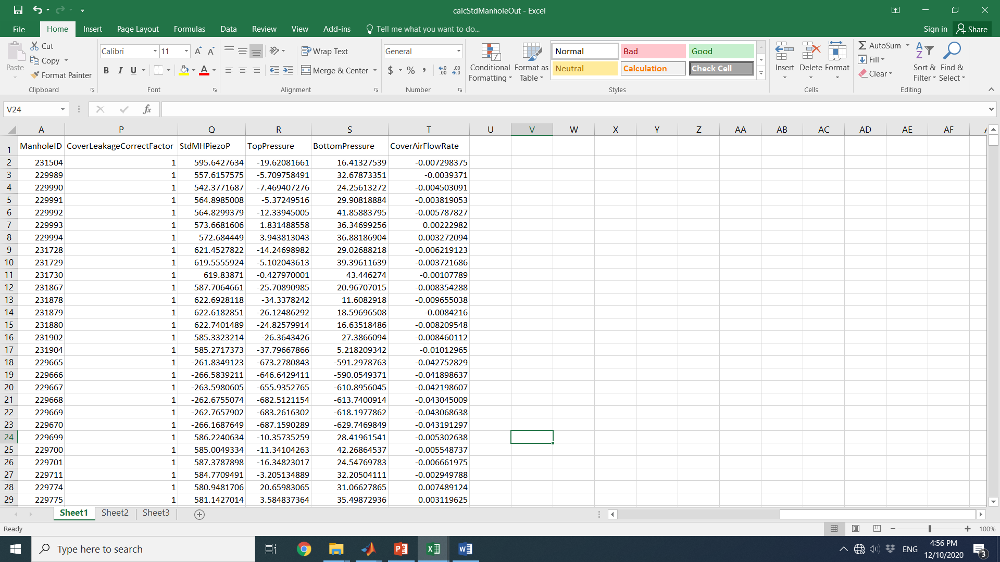 calcStdManholeOut - Excel
File Home Insert Page Layout Formulas Data Review View Add-ins Tell me what you want to do... Sign in Share
Paste Cut Copy Format Painter Clipboard
Calibri 11 A A B I U A Font
Wrap Text Merge & Center Alignment
General $ % , .00 .00 Number
Conditional Formatting Format as Table
Normal Bad Good
Neutral Calculation Check Cell
Styles
Insert Delete Format Cells
AutoSum Fill Clear Sort & Filter Find & Select Editing
V24 fx
A P Q R S T U V W X Y Z AA AB AC AD AE AF
1 ManholeID CoverLeakageCorrectFactor StdMHPiezoP TopPressure BottomPressure CoverAirFlowRate
2 231504 1 595.6427634 -19.62081661 16.41327539 -0.007298375
3 229989 1 557.6157575 -5.709758491 32.67873351 -0.0039371
4 229990 1 542.3771687 -7.469407276 24.25613272 -0.004503091
5 229991 1 564.8985008 -5.37249516 29.90818884 -0.003819053
6 229992 1 564.8299379 -12.33945005 41.85883795 -0.005787827
7 229993 1 573.6681606 1.831488558 36.34699256 0.00222982
8 229994 1 572.684449 3.943813043 36.88186904 0.003272094
9 231728 1 621.4527822 -14.24698982 29.02688218 -0.006219123
10 231729 1 619.5555924 -5.102043613 39.39611639 -0.003721686
11 231730 1 619.83871 -0.427970001 43.446274 -0.00107789
12 231867 1 587.7064661 -25.70890985 20.96707015 -0.008354288
13 231878 1 622.6928118 -34.3378242 11.6082918 -0.009655038
14 231879 1 622.6182851 -26.12486292 18.59696508 -0.0084216
15 231880 1 622.7401489 -24.82579914 16.63518486 -0.008209548
16 231902 1 585.3323214 -26.3643426 27.3866094 -0.008460112
17 231904 1 585.2717373 -37.79667866 5.218209342 -0.01012965
18 229665 1 -261.8349123 -673.2780843 -591.2978763 -0.042752829
19 229666 1 -266.5839211 -646.6429411 -590.0549371 -0.041898637
20 229667 1 -263.5980605 -655.9352765 -610.8956045 -0.042198607
21 229668 1 -262.6755074 -682.5121154 -613.7400914 -0.043045009
22 229669 1 -262.7657902 -683.2616302 -618.1977862 -0.043068638
23 229670 1 -266.1687649 -687.1590289 -629.7469849 -0.043191297
24 229699 1 586.2240634 -10.35735259 28.41961541 -0.005302638
25 229700 1 585.0049334 -11.34104263 42.26864537 -0.005548737
26 229701 1 587.3787898 -16.34823017 24.54769783 -0.006661975
27 229711 1 584.7709491 -3.205134889 32.20504111 -0.002949788
28 229774 1 580.9481706 20.65983065 31.06627865 0.007489124
29 229775 1 581.1427014 3.584837364 35.49872936 0.003119625
Sheet1 Sheet2 Sheet3
Ready 100%
Type here to search ENG 4:56 PM 12/10/2020 3